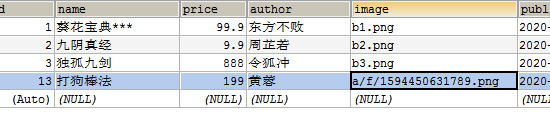 d name price author image publ
1 葵花宝典*** 99.9 东方不败 b1.png 2020-
2 九阴真经 9.9 周芷若 b2.png 2020-
3 独孤九剑 888 令狐冲 b3.png 2020-
13 打狗棒法 199 黄蓉 a/f/1594450631789.png 2020-
(Auto) (NULL) (NULL) (NULL) (NULL) (NULL)